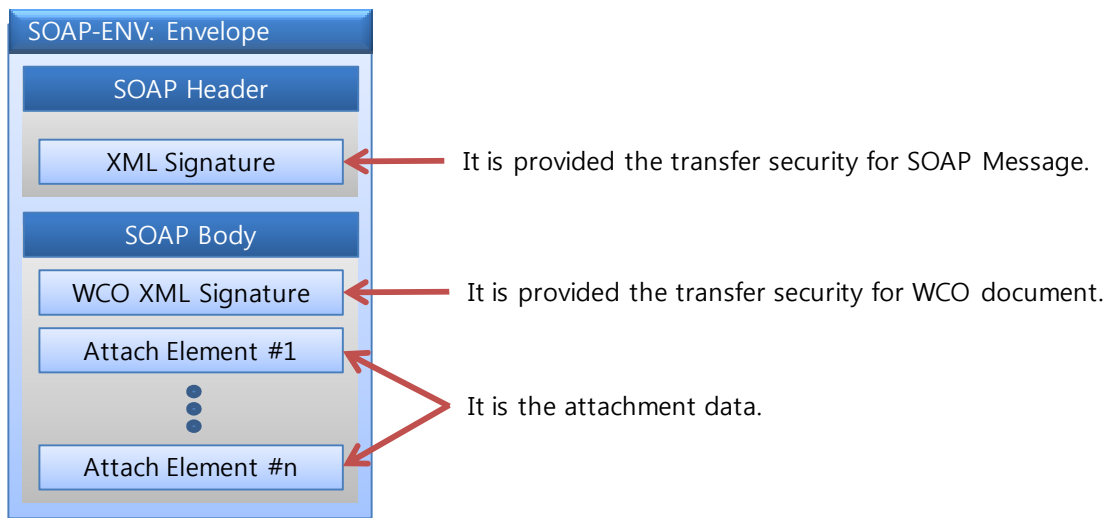 SOAP-ENV: Envelope
SOAP Header
XML Signature
It is provided the transfer security for SOAP Message.
SOAP Body
WCO XML Signature
It is provided the transfer security for WCO document.
Attach Element #1
It is the attachment data.
Attach Element #n